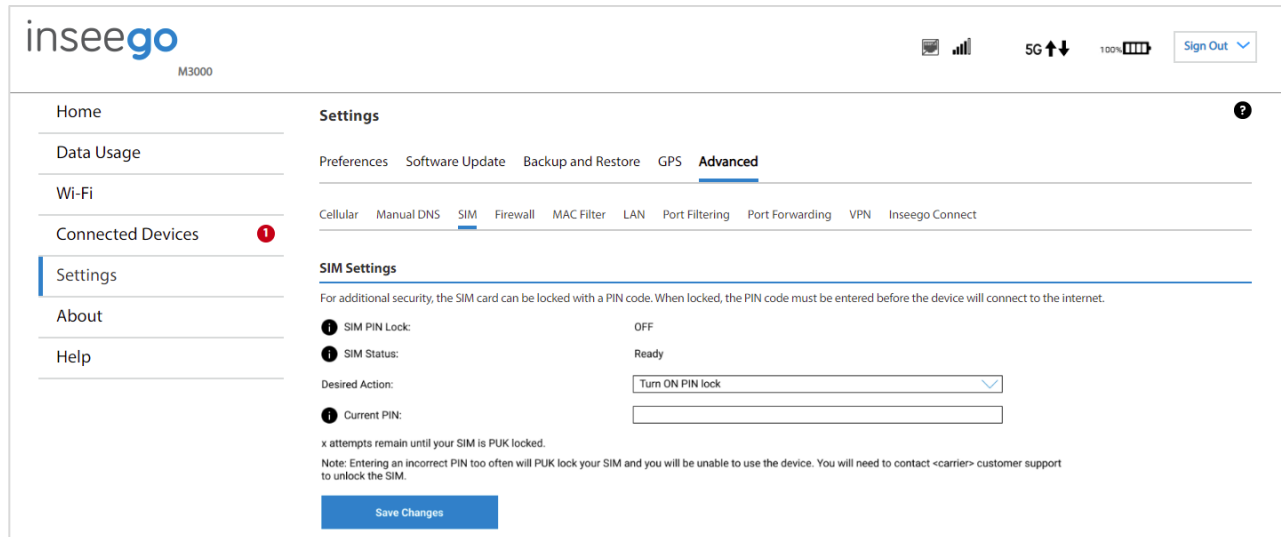 inseego
M3000
5G
100%
Sign Out
Home
Data Usage
Wi-Fi
Connected Devices 1
Settings
About
Help
Settings
?
Preferences Software Update Backup and Restore GPS Advanced
Cellular Manual DNS SIM Firewall MAC Filter LAN Port Filtering Port Forwarding VPN Inseego Connect
SIM Settings
For additional security, the SIM card can be locked with a PIN code. When locked, the PIN code must be entered before the device will connect to the internet.
i SIM PIN Lock: OFF
i SIM Status: Ready
Desired Action: Turn ON PIN lock
i Current PIN:
x attempts remain until your SIM is PUK locked.
Note: Entering an incorrect PIN too often will PUK lock your SIM and you will be unable to use the device. You will need to contact <carrier> customer support
to unlock the SIM.
Save Changes